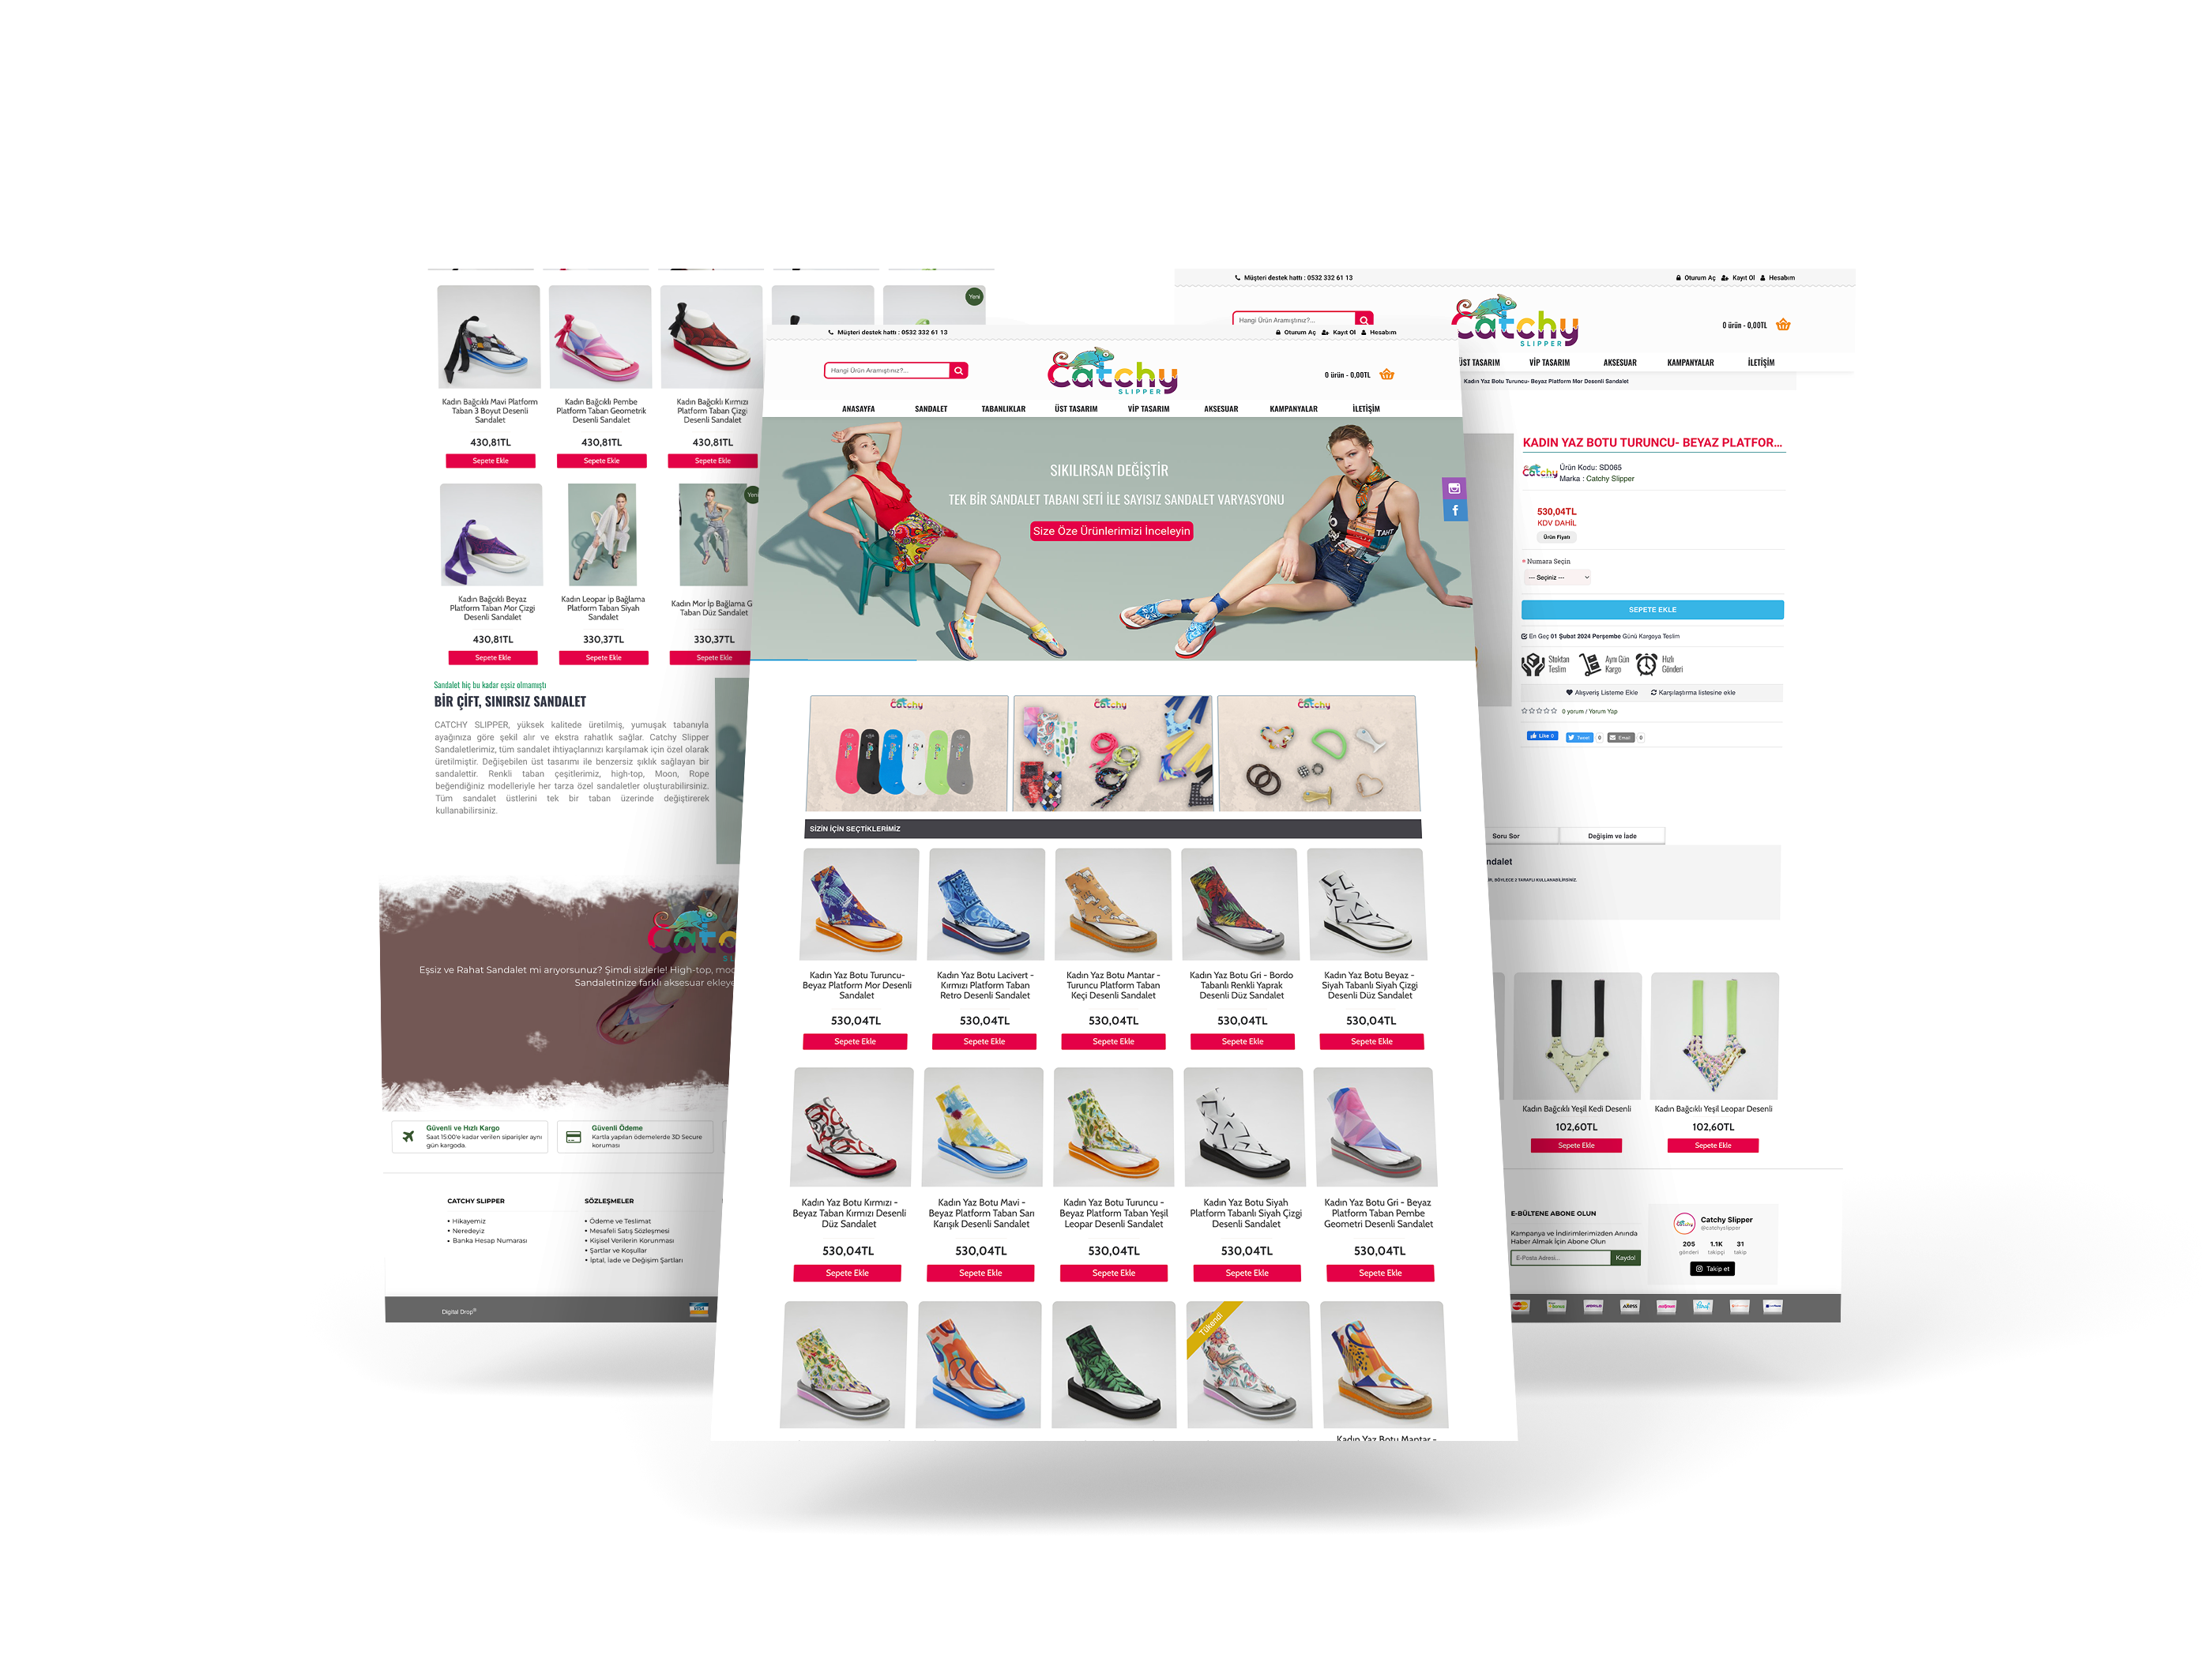 Yeni
Kadın Bağcıklı Mavi Platform
Taban 3 Boyut Desenli
Sandalet
430,81TL
Sepete Ekle
Kadın Bağcıklı Pembe
Platform Taban Geometrik
Desenli Sandalet
430,81TL
Sepete Ekle
Kadın Bağcıklı Kırmızı
Platform Taban Çizgi
Desenli Sandalet
430,81TL
Sepete Ekle
Kadın Bağcıklı Beyaz
Platform Taban Mor Çizgi
Desenli Sandalet
430,81TL
Sepete Ekle
Kadın Leopar İp Bağlama
Platform Taban Siyah
Sandalet
330,37TL
Sepete Ekle
Yeni
Kadın Mor İp Bağlama G
Taban Düz Sandalet
330,37TL
Sepete Ekle
Sandalet hiç bu kadar eşsiz olmamıştı
BİR ÇİFT, SINIRSIZ SANDALET
CATCHY SLIPPER, yüksek kalitede üretilmiş, yumuşak tabanıyla
ayağınıza göre şekil alır ve ekstra rahatlık sağlar. Catchy Slipper
Sandaletlerimiz, tüm sandalet ihtiyaçlarınızı karşılamak için özel olarak
üretilmiştir. Değişebilen üst tasarımı ile benzersiz şıklık sağlayan bir
sandalettir. Renkli taban çeşitlerimiz, high-top, Moon, Rope
beğendiğiniz modelleriyle her tarza özel sandaletler oluşturabilirsiniz.
Tüm sandalet üstlerini tek bir taban üzerinde değiştirerek
kullanabilirsiniz.
Eşsiz ve Rahat Sandalet mi arıyorsunuz? Şimdi sizlerle! High-top, moo
Sandaletinize farklı aksesuar ekleye
Güvenli ve Hızlı Kargo
Saat 15:00'e kadar verilen siparişler aynı
gün kargoda.
Güvenli Ödeme
Kartla yapılan ödemelerde 3D Secure
koruması
CATCHY SLIPPER
• Hikayemiz
• Neredeyiz
• Banka Hesap Numarası
SÖZLEŞMELER
• Ödeme ve Teslimat
• Mesafeli Satış Sözleşmesi
• Kişisel Verilerin Korunması
• Şartlar ve Koşullar
• İptal, İade ve Değişim Şartları
Digital Drop®
VISA
Müşteri destek hattı : 0532 332 61 13
Oturum Aç Kayıt Ol Hesabım
Hangi Ürün Aramıştınız?...
Catchy
SLIPPER
0 ürün - 0,00TL
ANASAYFA SANDALET TABANLIKLAR ÜST TASARIM VİP TASARIM AKSESUAR KAMPANYALAR İLETİŞİM
SIKILIRSAN DEĞİŞTİR
TEK BİR SANDALET TABANI SETİ İLE SAYISIZ SANDALET VARYASYONU
Size Öze Ürünlerimizi İnceleyin
Catchy
Catchy
Catchy
SİZİN İÇİN SEÇTİKLERİMİZ
Kadın Yaz Botu Turuncu-
Beyaz Platform Mor Desenli
Sandalet
530,04TL
Sepete Ekle
Kadın Yaz Botu Lacivert -
Kırmızı Platform Taban
Retro Desenli Sandalet
530,04TL
Sepete Ekle
Kadın Yaz Botu Mantar -
Turuncu Platform Taban
Keçi Desenli Sandalet
530,04TL
Sepete Ekle
Kadın Yaz Botu Gri - Bordo
Tabanlı Renkli Yaprak
Desenli Düz Sandalet
530,04TL
Sepete Ekle
Kadın Yaz Botu Beyaz -
Siyah Tabanlı Siyah Çizgi
Desenli Düz Sandalet
530,04TL
Sepete Ekle
Kadın Yaz Botu Kırmızı -
Beyaz Taban Kırmızı Desenli
Düz Sandalet
530,04TL
Sepete Ekle
Kadın Yaz Botu Mavi -
Beyaz Platform Taban Sarı
Karışık Desenli Sandalet
530,04TL
Sepete Ekle
Kadın Yaz Botu Turuncu -
Beyaz Platform Taban Yeşil
Leopar Desenli Sandalet
530,04TL
Sepete Ekle
Kadın Yaz Botu Siyah
Platform Tabanlı Siyah Çizgi
Desenli Sandalet
530,04TL
Sepete Ekle
Kadın Yaz Botu Gri - Beyaz
Platform Taban Pembe
Geometri Desenli Sandalet
530,04TL
Sepete Ekle
Tükendi
Kadın Yaz Botu Mantar -
Müşteri destek hattı : 0532 332 61 13
Oturum Aç Kayıt Ol Hesabım
Hangi Ürün Aramıştınız?...
Catchy
SLIPPER
0 ürün - 0,00TL
ÜST TASARIM VİP TASARIM AKSESUAR KAMPANYALAR İLETİŞİM
Kadın Yaz Botu Turuncu- Beyaz Platform Mor Desenli Sandalet
KADIN YAZ BOTU TURUNCU- BEYAZ PLATFOR...
Catchy
Ürün Kodu: SD065
Marka : Catchy Slipper
530,04TL
KDV DAHİL
Ürün Fiyatı
* Numara Seçin
--- Seçiniz ---
SEPETE EKLE
En Geç 01 Şubat 2024 Perşembe Günü Kargoya Teslim
Stoktan
Teslim
Aynı Gün
Kargo
Hızlı
Gönderi
Alışveriş Listeme Ekle Karşılaştırma listesine ekle
0 yorum / Yorum Yap
Like 0
Tweet 0
Email 0
Soru Sor Değişim ve İade
ndalet
BÖYLECE 2 TARAFLI KULLANABİLİRSİNİZ.
Kadın Bağcıklı Yeşil Kedi Desenli
102,60TL
Sepete Ekle
Kadın Bağcıklı Yeşil Leopar Desenli
102,60TL
Sepete Ekle
E-BÜLTENE ABONE OLUN
Kampanya ve İndirimlerimizden Anında
Haber Almak İçin Abone Olun
E-Posta Adresi...
Kaydol
Catchy Slipper
@catchyslipper
205 1.1K 31
gönderi takipçi takip
Takip et